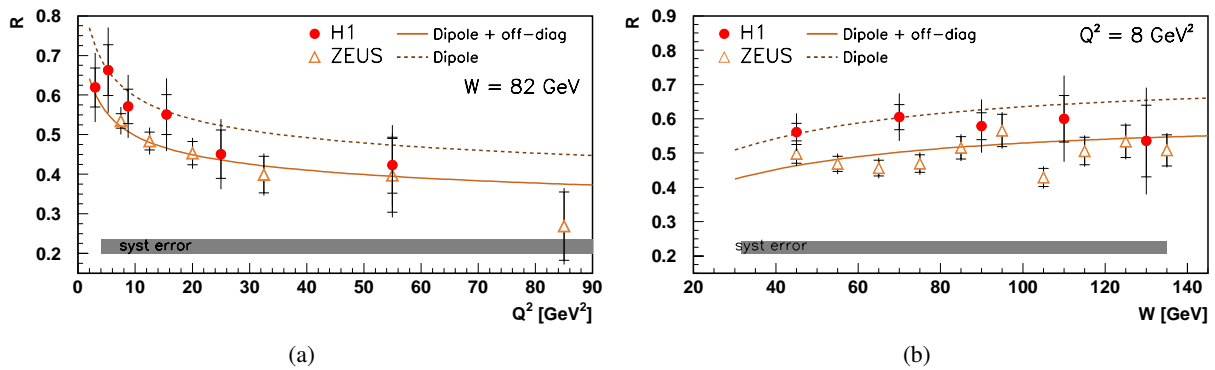 R
0.8
0.7
0.6
0.5
0.4
0.3
0.2
H1
ZEUS
Dipole + off-diag
Dipole
W = 82 GeV
syst error
0 10 20 30 40 50 60 70 80 90
Q² [GeV²]
(a)
R
0.9
0.8
0.7
0.6
0.5
0.4
0.3
0.2
H1
ZEUS
Dipole + off-diag
Dipole
Q² = 8 GeV²
syst error
20 40 60 80 100 120 140
W [GeV]
(b)